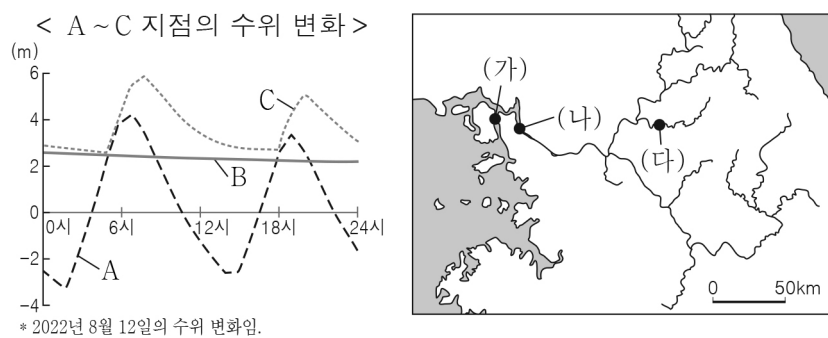 < A~C 지점의 수위 변화 >
(m)
6
4
2
0
-2
-4
0시 6시 12시 18시 24시
A
B
C
* 2022년 8월 12일의 수위 변화임.
(가)
(나)
(다)
0 50km